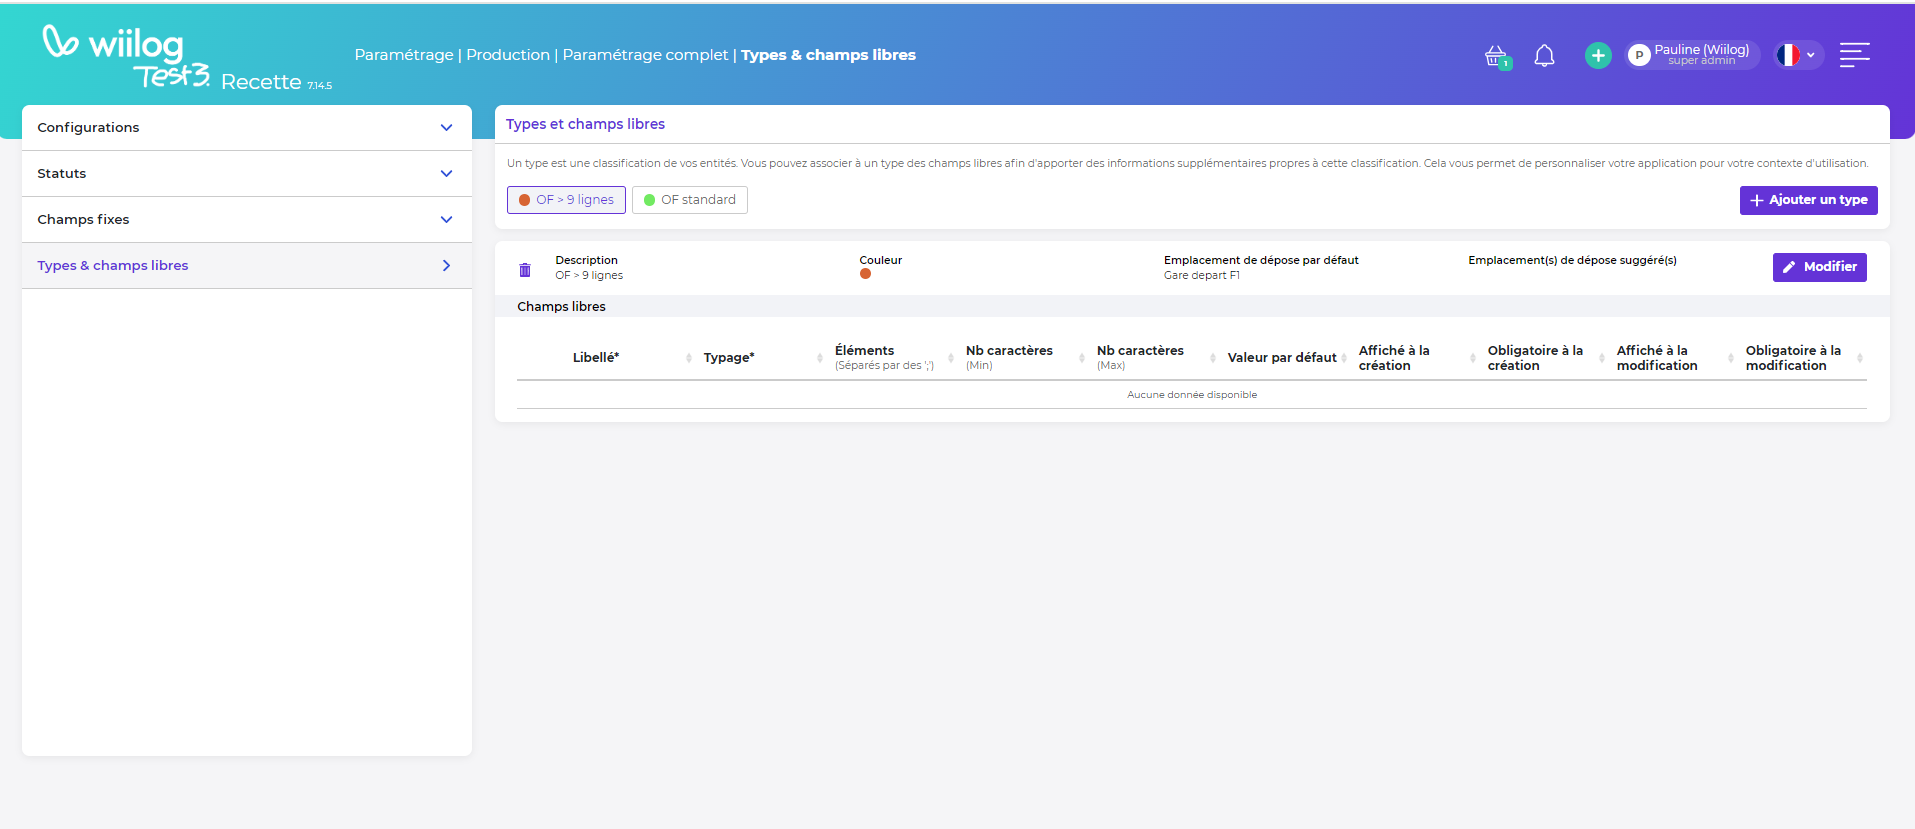 wiilog
Test3
Recette 7.14.5
Paramétrage | Production | Paramétrage complet | Types & champs libres
1
P
Pauline (Wiilog)
super admin
Configurations
Statuts
Champs fixes
Types & champs libres
Types et champs libres
Un type est une classification de vos entités. Vous pouvez associer à un type des champs libres afin d'apporter des informations supplémentaires propres à cette classification. Cela vous permet de personnaliser votre application pour votre contexte d'utilisation.
OF > 9 lignes
OF standard
Ajouter un type
Description
OF > 9 lignes
Couleur
Emplacement de dépose par défaut
Gare depart F1
Emplacement(s) de dépose suggéré(s)
Modifier
Champs libres
Libellé*
Typage*
Éléments
(Séparés par des ';')
Nb caractères
(Min)
Nb caractères
(Max)
Valeur par défaut
Affiché à la
création
Obligatoire à la
création
Affiché à la
modification
Obligatoire à la
modification
Aucune donnée disponible